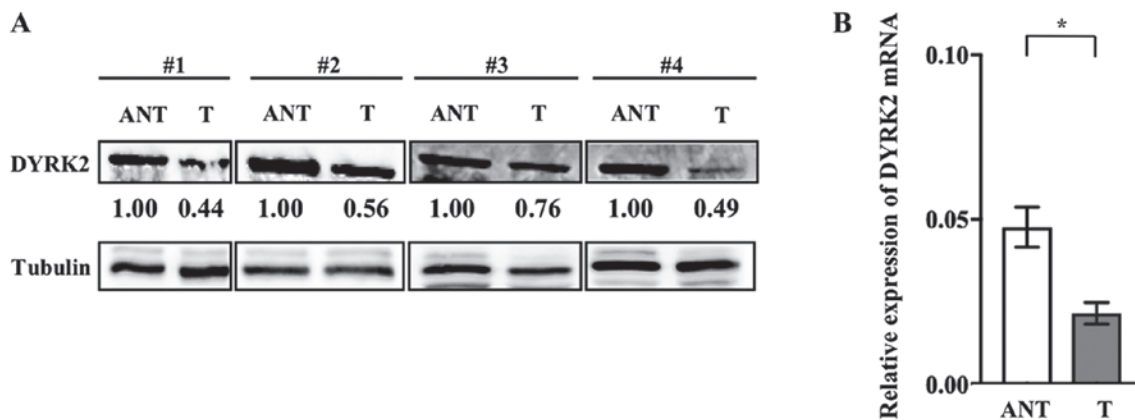 A
#1 #2 #3 #4
ANT T ANT T ANT T ANT T
DYRK2
1.00 0.44 1.00 0.56 1.00 0.76 1.00 0.49
Tubulin
B
*
Relative expression of DYRK2 mRNA
0.10
0.05
0.00
ANT T